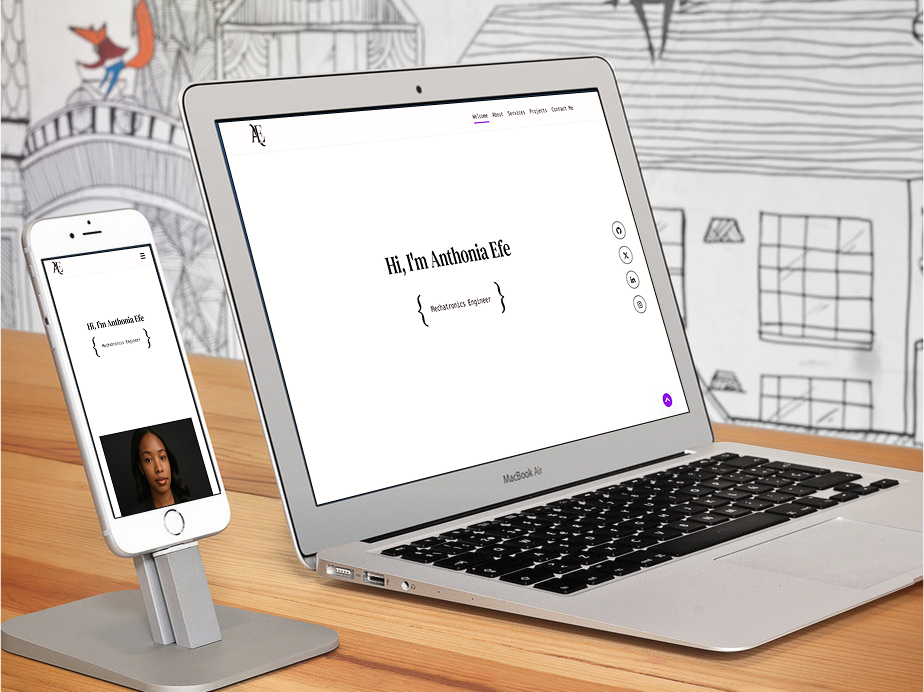 AE
Welcome About Services Projects Contact Me
Hi, I'm Anthonia Efe
{ Mechatronics Engineer }
MacBook Air
AE
Hi, I'm Anthonia Efe
{ Mechatronics Engineer }